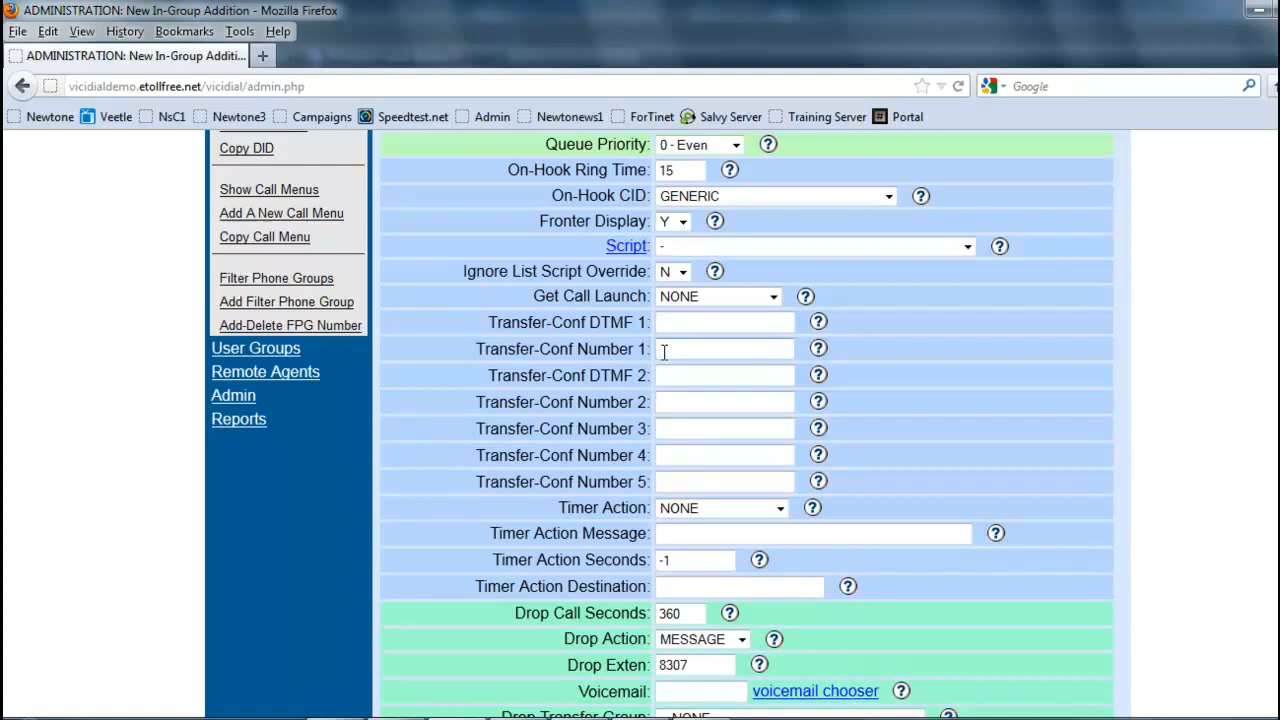 ADMINISTRATION: New In-Group Addition - Mozilla Firefox
File Edit View History Bookmarks Tools Help
ADMINISTRATION: New In-Group Additi... +
vicidialdemo.etollfree.net/vicidial/admin.php Google
Newtone Veetle NsC1 Newtone3 Campaigns Speedtest.net Admin Newtonews1 ForTinet Salvy Server Training Server Portal
Copy DID
Show Call Menus
Add A New Call Menu
Copy Call Menu
Filter Phone Groups
Add Filter Phone Group
Add-Delete FPG Number
User Groups
Remote Agents
Admin
Reports
Queue Priority: 0 - Even ?
On-Hook Ring Time: 15 ?
On-Hook CID: GENERIC ?
Fronter Display: Y ?
Script: - ?
Ignore List Script Override: N ?
Get Call Launch: NONE ?
Transfer-Conf DTMF 1: ?
Transfer-Conf Number 1: ?
Transfer-Conf DTMF 2: ?
Transfer-Conf Number 2: ?
Transfer-Conf Number 3: ?
Transfer-Conf Number 4: ?
Transfer-Conf Number 5: ?
Timer Action: NONE ?
Timer Action Message: ?
Timer Action Seconds: -1 ?
Timer Action Destination: ?
Drop Call Seconds: 360 ?
Drop Action: MESSAGE ?
Drop Exten: 8307 ?
Voicemail: voicemail chooser ?
Drop Transfer Group: NONE